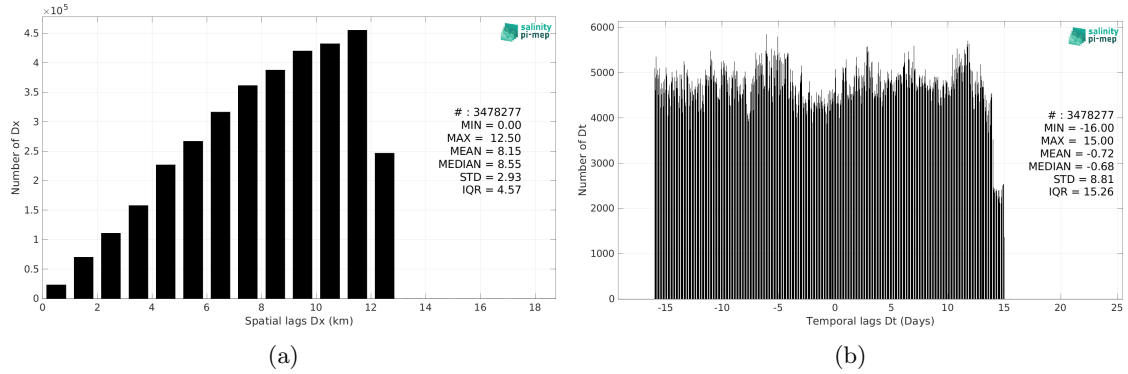 ×10⁵
4.5
4
3.5
3
2.5
2
1.5
1
0.5
0
Number of Dx
0 2 4 6 8 10 12 14 16 18
Spatial lags Dx (km)
salinity
pi-mep
# : 3478277
MIN = 0.00
MAX = 12.50
MEAN = 8.15
MEDIAN = 8.55
STD = 2.93
IQR = 4.57
(a)
6000
5000
4000
3000
2000
1000
0
Number of Dt
-15 -10 -5 0 5 10 15 20 25
Temporal lags Dt (Days)
salinity
pi-mep
# : 3478277
MIN = -16.00
MAX = 15.00
MEAN = -0.72
MEDIAN = -0.68
STD = 8.81
IQR = 15.26
(b)